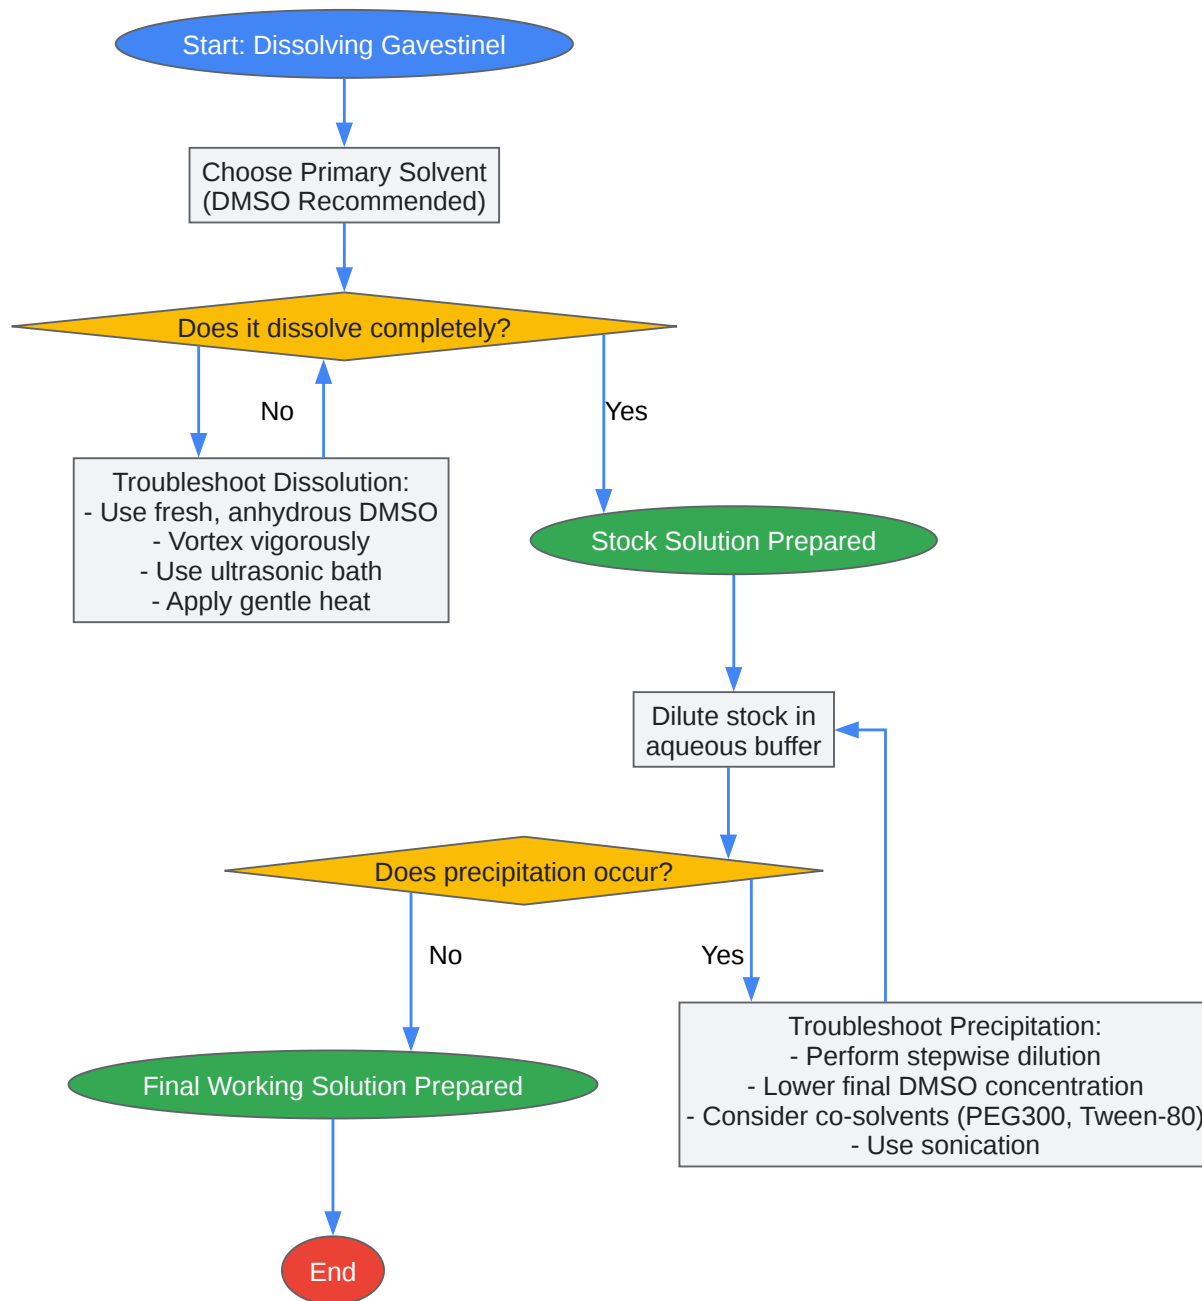 Start: Dissolving Gavestinel
Choose Primary Solvent
(DMSO Recommended)
Does it dissolve completely?
No
Yes
Troubleshoot Dissolution:
- Use fresh, anhydrous DMSO
- Vortex vigorously
- Use ultrasonic bath
- Apply gentle heat
Stock Solution Prepared
Dilute stock in
aqueous buffer
Does precipitation occur?
No
Yes
Troubleshoot Precipitation:
- Perform stepwise dilution
- Lower final DMSO concentration
- Consider co-solvents (PEG300, Tween-80)
- Use sonication
Final Working Solution Prepared
End